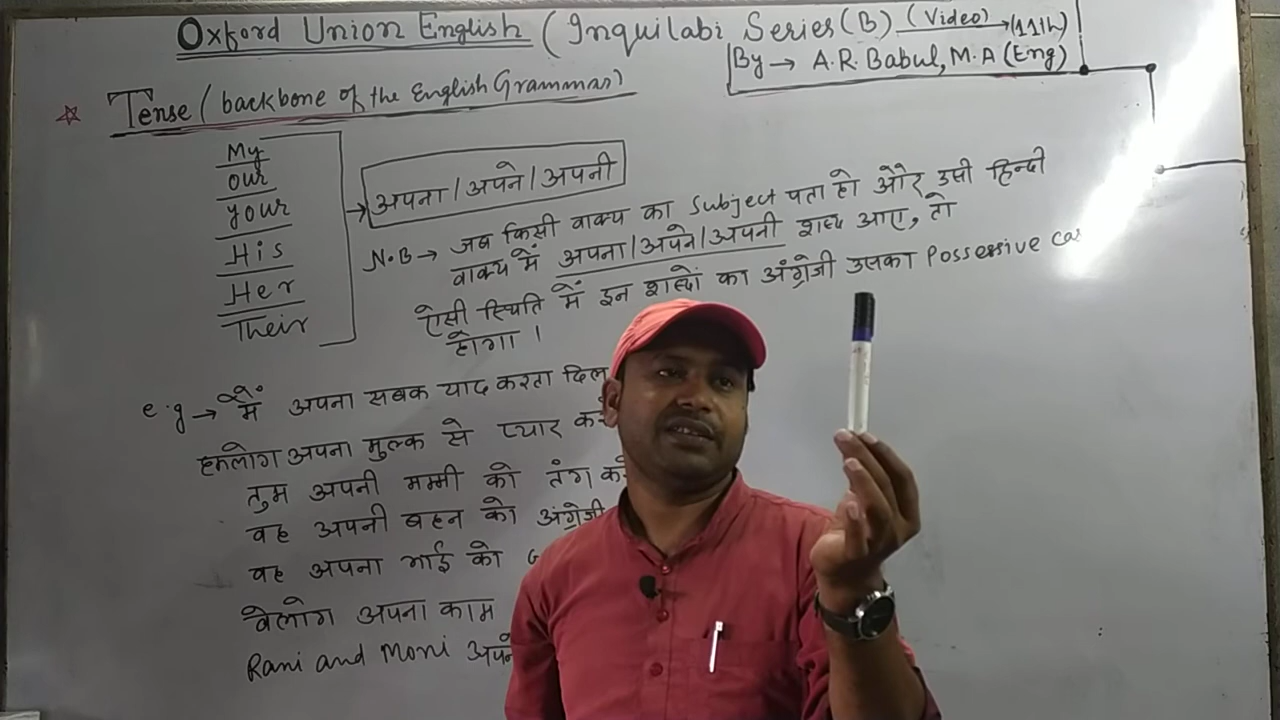 Oxford Union English (Inquilabi Series (B) (Video) → (11th)
By → A.R. Babul, M.A (Eng)
Tense (backbone of the English Grammar)
My
our
your
His
Her
Their
अपना / अपने / अपनी
N.B → जब किसी वाक्य का Subject पता हो और उसी हिन्दी
वाक्य में अपना/अपने/अपनी शब्द आए, तो
ऐसी स्थिति में इन शब्दों का अंग्रेजी उसका Possessive
होगा ।
e.g → मैं अपना सबक याद करता दिल
हमलोग अपना मुल्क से प्यार
तुम अपनी मम्मी को तंग
वह अपनी बहन को अंग्रेजी
वह अपना भाई को
वेलोग अपना काम
Rani and Moni